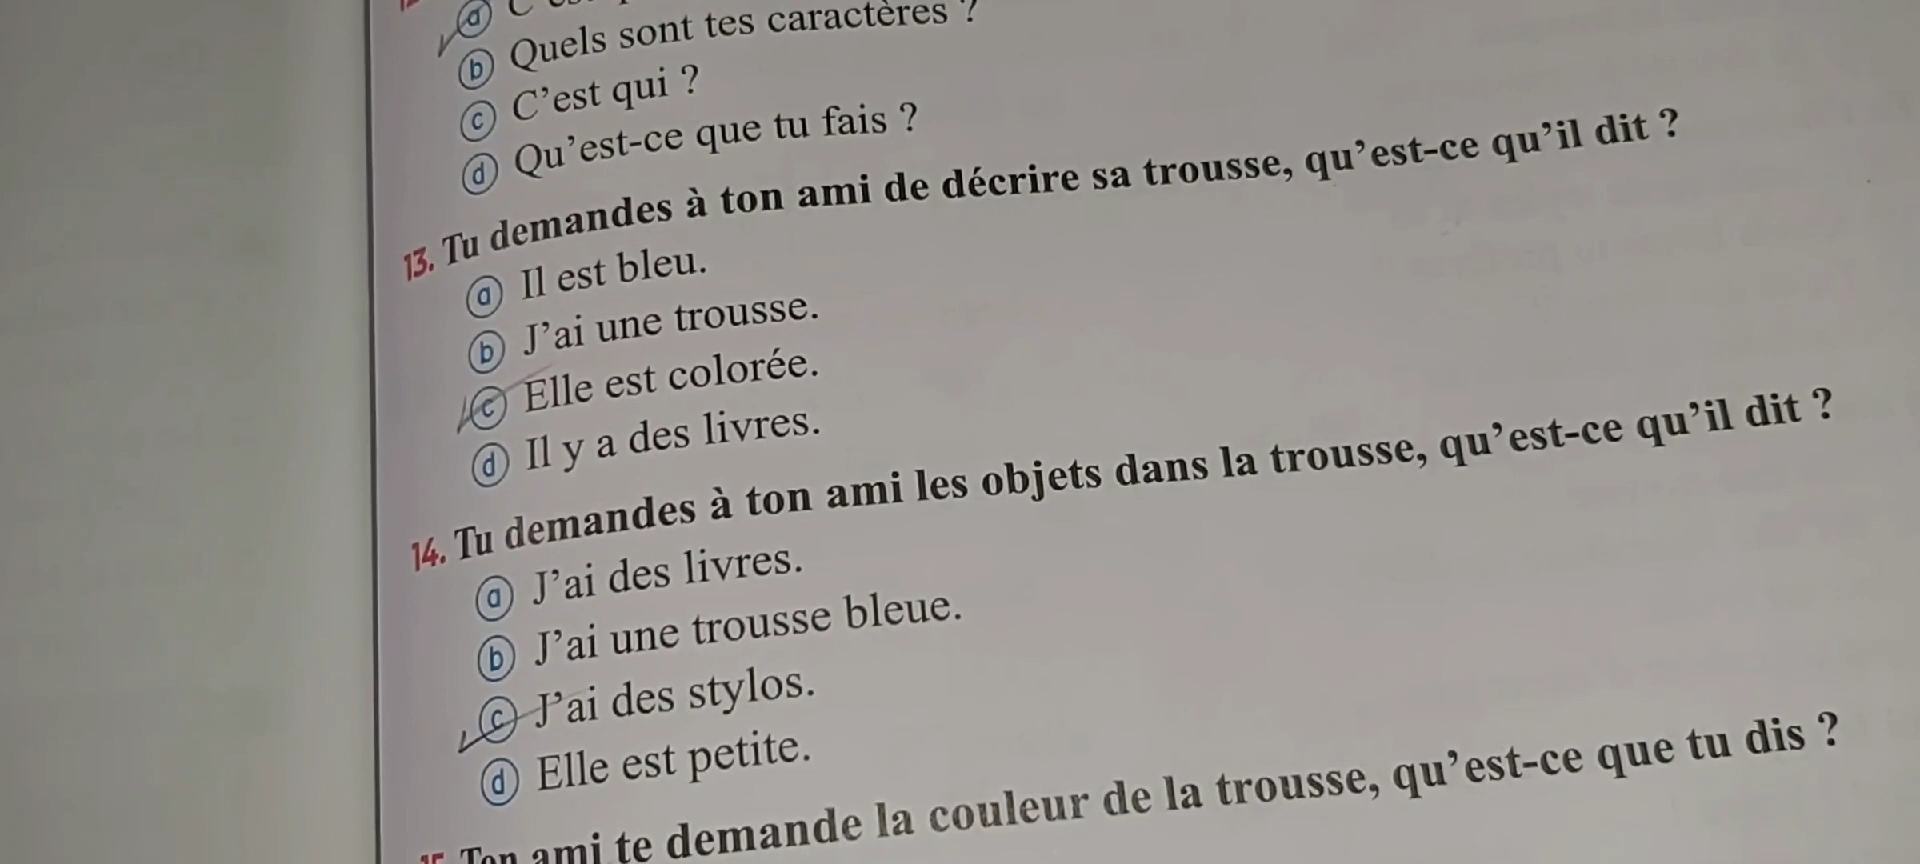 b Quels sont tes caractères ?
c C'est qui ?
d Qu'est-ce que tu fais ?
13. Tu demandes à ton ami de décrire sa trousse, qu'est-ce qu'il dit ?
a Il est bleu.
b J'ai une trousse.
c Elle est colorée.
d Il y a des livres.
14. Tu demandes à ton ami les objets dans la trousse, qu'est-ce qu'il dit ?
a J'ai des livres.
b J'ai une trousse bleue.
c J'ai des stylos.
d Elle est petite.
Ton ami te demande la couleur de la trousse, qu'est-ce que tu dis ?